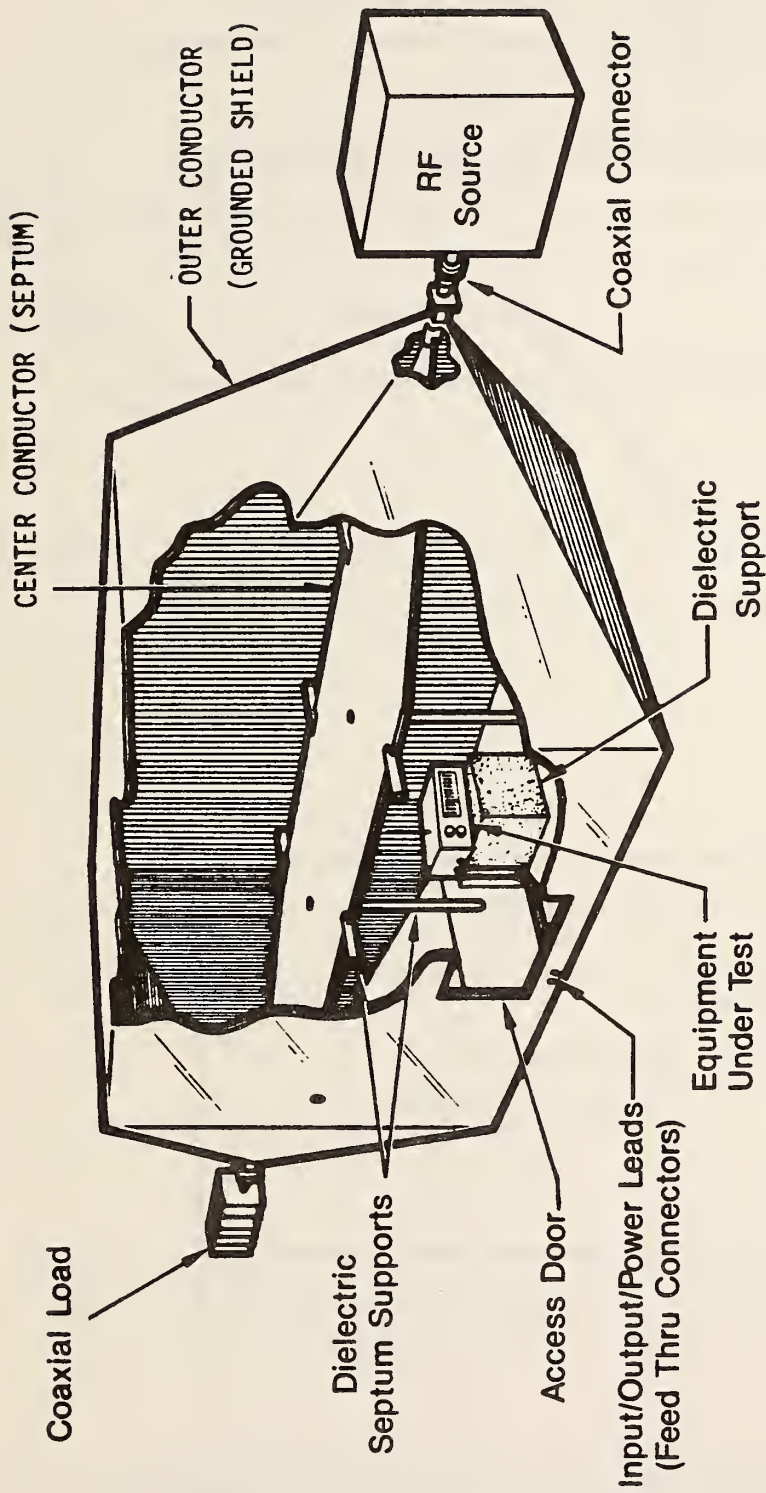 CENTER CONDUCTOR (SEPTUM)
OUTER CONDUCTOR
(GROUNDED SHIELD)
RF
Source
Coaxial Connector
Coaxial Load
Dielectric
Septum Supports
Access Door
Input/Output/Power Leads
(Feed Thru Connectors)
Equipment
Under Test
Dielectric
Support